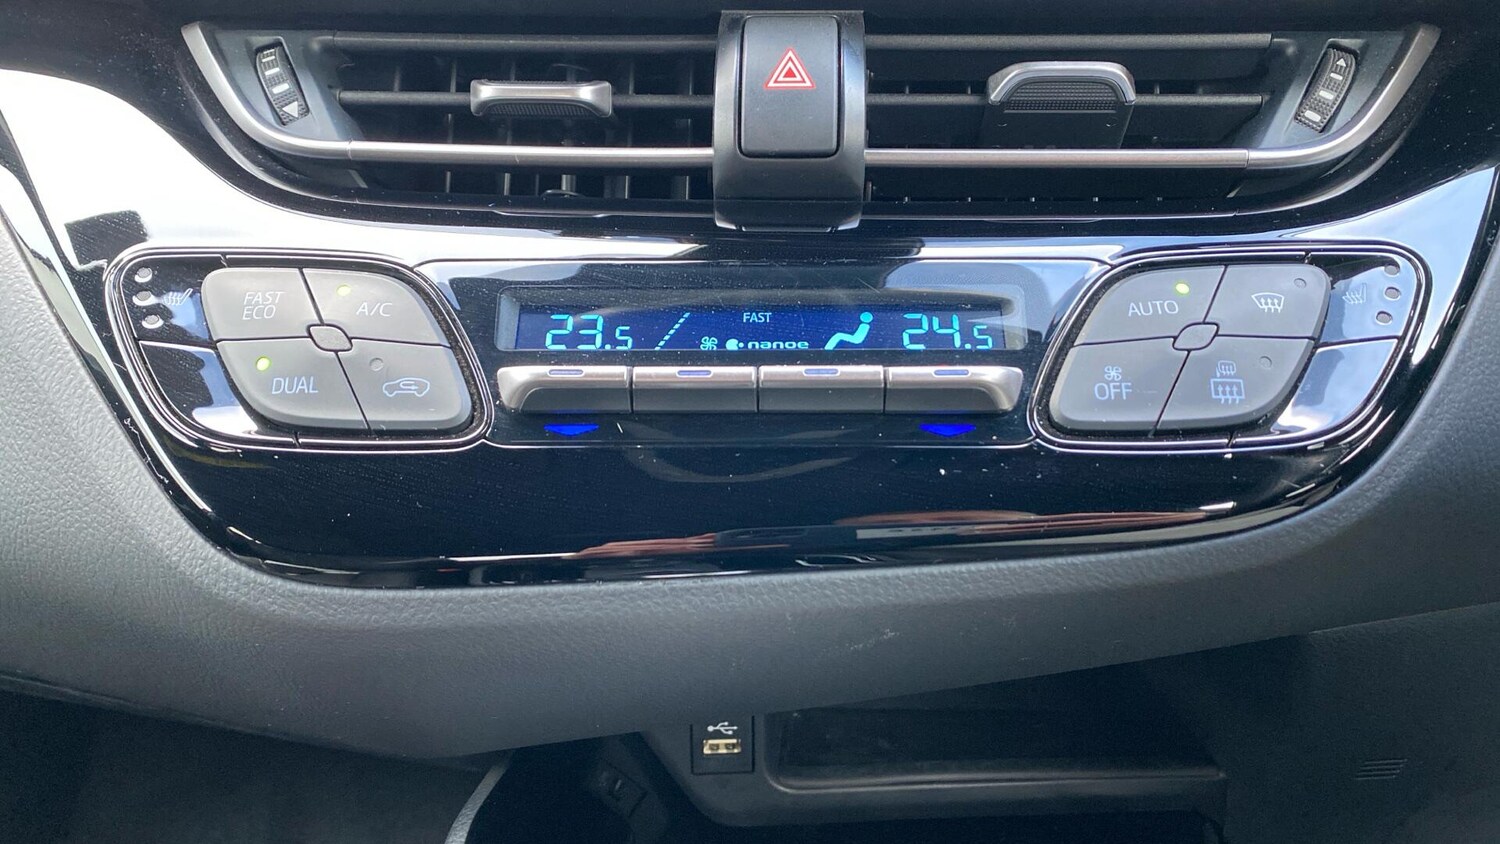 FAST
ECO
A/C
DUAL
23.5
FAST
nanoe
24.5
AUTO
OFF